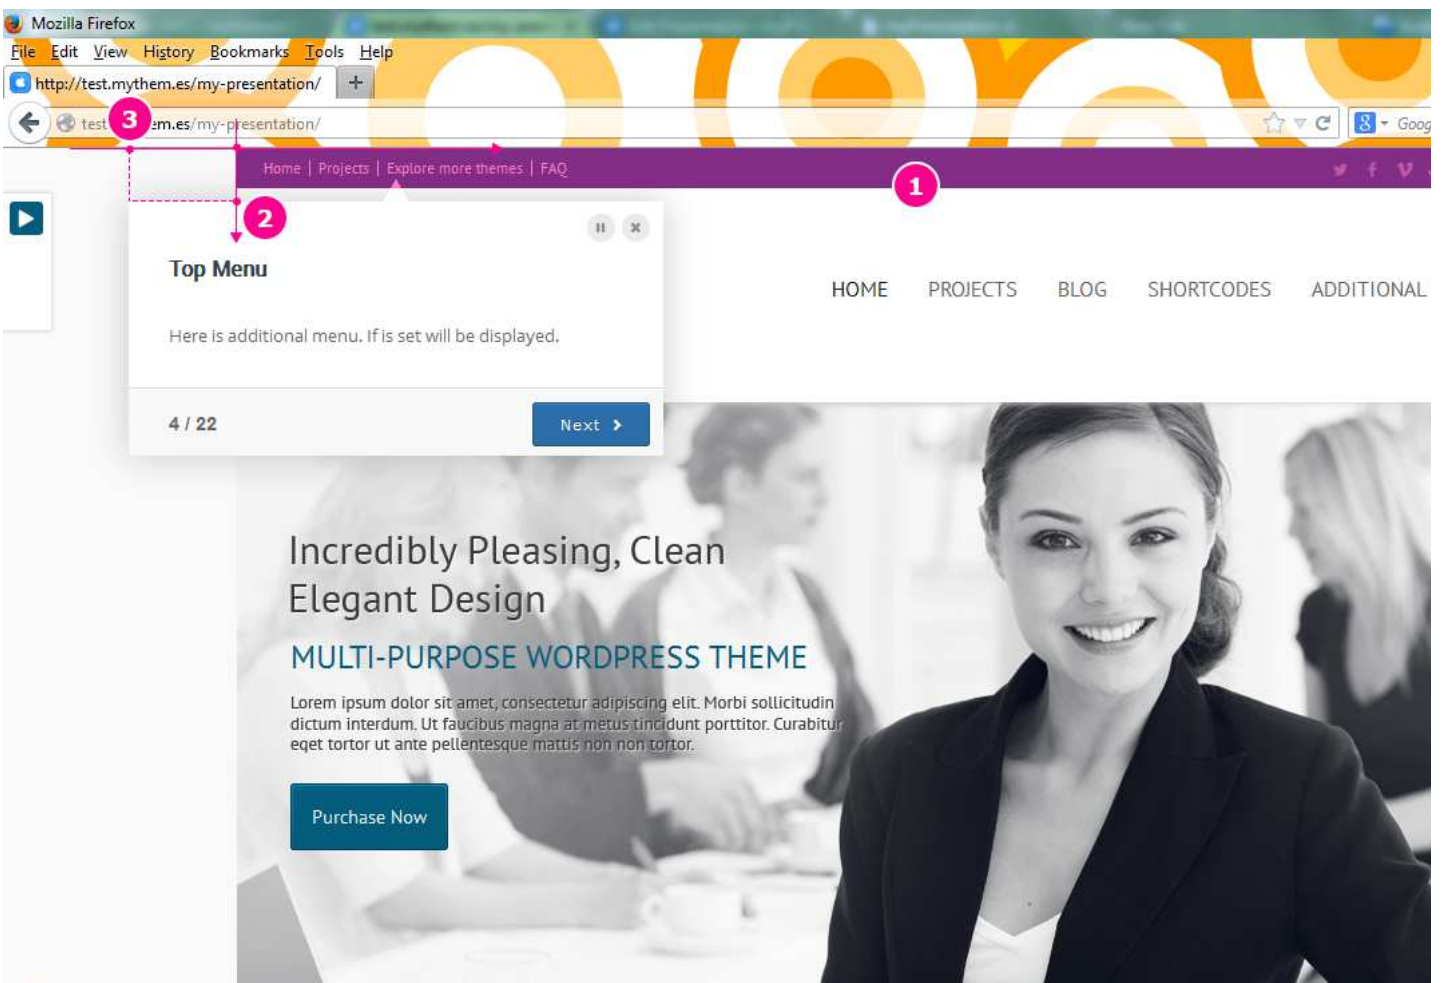 Mozilla Firefox
File Edit View History Bookmarks Tools Help
http://test.mythem.es/my-presentation/ +
test 3 em.es/my-presentation/ 8 Goog
Home | Projects | Explore more themes | FAQ
1
2
Top Menu
HOME PROJECTS BLOG SHORTCODES ADDITIONAL
Here is additional menu. If is set will be displayed.
4 / 22 Next
Incredibly Pleasing, Clean
Elegant Design
MULTI-PURPOSE WORDPRESS THEME
Lorem ipsum dolor sit amet, consectetur adipiscing elit. Morbi sollicitudin
dictum interdum. Ut faucibus magna at metus tincidunt porttitor. Curabitur
eget tortor ut ante pellentesque mattis non non tortor.
Purchase Now